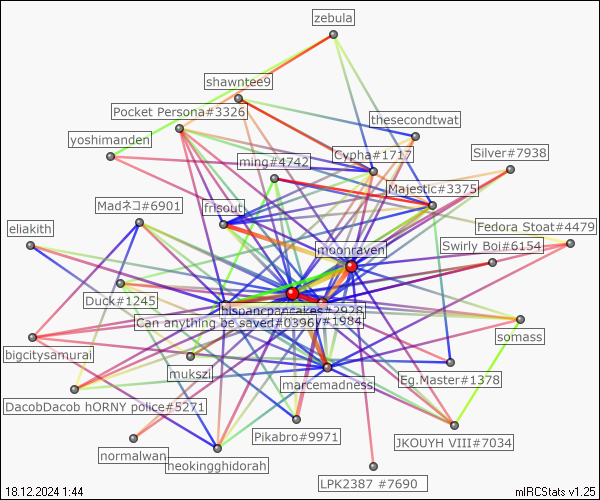 zebula
shawntee9
Pocket Persona#3326
thesecondtwat
yoshimanden
Cypha#1717
Silver#7938
ming#4742
Majestic#3375
Madネコ#6901
frisout
Fedora Stoat#4479
eliakith
moonraven
Swirly Boi#6154
Duck#1245
hispancpancakes#2928
Can anything be saved#0396
#1984
somass
bigcitysamurai
mukszi
marcemadness
Eg.Master#1378
DacobDacob hORNY police#5271
Pikabro#9971
JKOUYH VIII#7034
normalwan
neokingghidorah
LPK2387 #7690
18.12.2024 1:44
mIRCStats v1.25